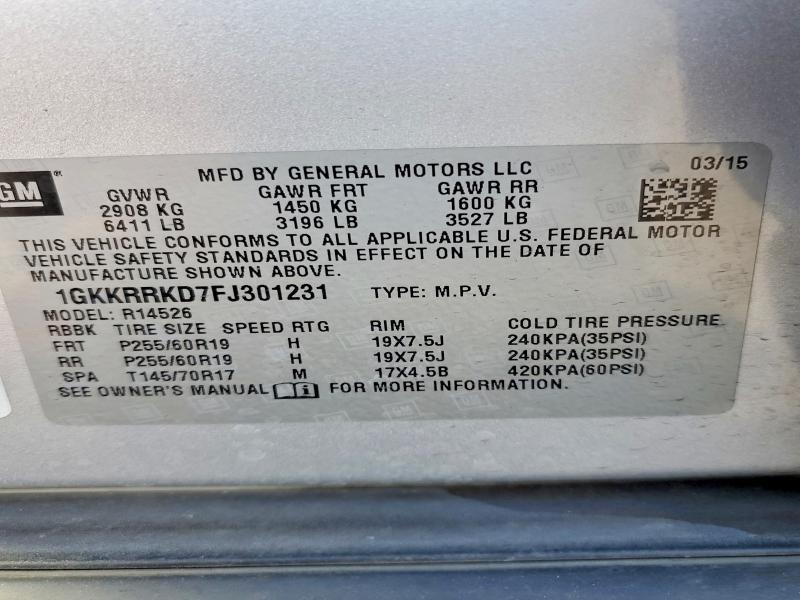 GM
MFD BY GENERAL MOTORS LLC 03/15
GVWR GAWR FRT GAWR RR
2908 KG 1450 KG 1600 KG
6411 LB 3196 LB 3527 LB
THIS VEHICLE CONFORMS TO ALL APPLICABLE U.S. FEDERAL MOTOR
VEHICLE SAFETY STANDARDS IN EFFECT ON THE DATE OF
MANUFACTURE SHOWN ABOVE.
1GKKRRKD7FJ301231 TYPE: M.P.V.
MODEL: R14526
RBBK TIRE SIZE SPEED RTG RIM COLD TIRE PRESSURE
FRT P255/60R19 H 19X7.5J 240KPA(35PSI)
RR P255/60R19 H 19X7.5J 240KPA(35PSI)
SPA T145/70R17 M 17X4.5B 420KPA(60PSI)
SEE OWNER'S MANUAL FOR MORE INFORMATION.